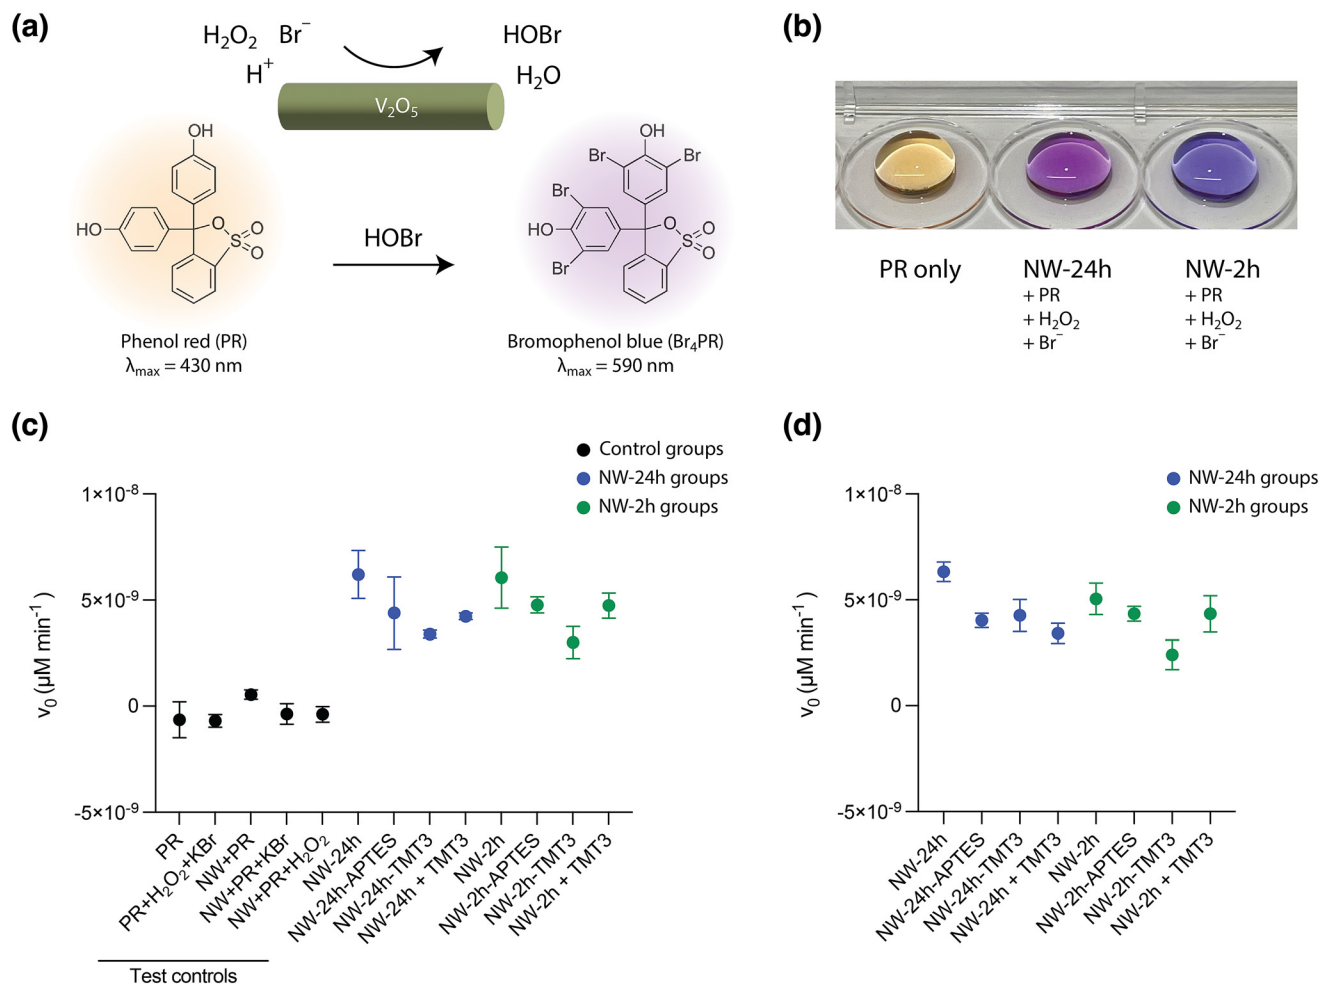 (a)
H₂O₂ Br⁻ HOBr
H⁺ H₂O
V₂O₅
OH
HO
O
S
O
O
Phenol red (PR)
λmax = 430 nm
HOBr
OH
Br Br
Br
HO
Br
O
S
O
O
Bromophenol blue (Br₄PR)
λmax = 590 nm
(b)
PR only
NW-24h
+ PR
+ H₂O₂
+ Br⁻
NW-2h
+ PR
+ H₂O₂
+ Br⁻
(c)
Control groups
NW-24h groups
NW-2h groups
1×10⁻⁸
5×10⁻⁹
0
-5×10⁻⁹
v₀ (µM min⁻¹ )
PR
PR+H₂O₂+KBr
NW+PR
NW+PR+KBr
NW+PR+H₂O₂
NW-24h
NW-24h-APTES
NW-24h-TMT3
NW-24h + TMT3
NW-2h
NW-2h-APTES
NW-2h-TMT3
NW-2h + TMT3
Test controls
(d)
NW-24h groups
NW-2h groups
1×10⁻⁸
5×10⁻⁹
0
-5×10⁻⁹
v₀ (µM min⁻¹ )
NW-24h
NW-24h-APTES
NW-24h-TMT3
NW-24h + TMT3
NW-2h
NW-2h-APTES
NW-2h-TMT3
NW-2h + TMT3